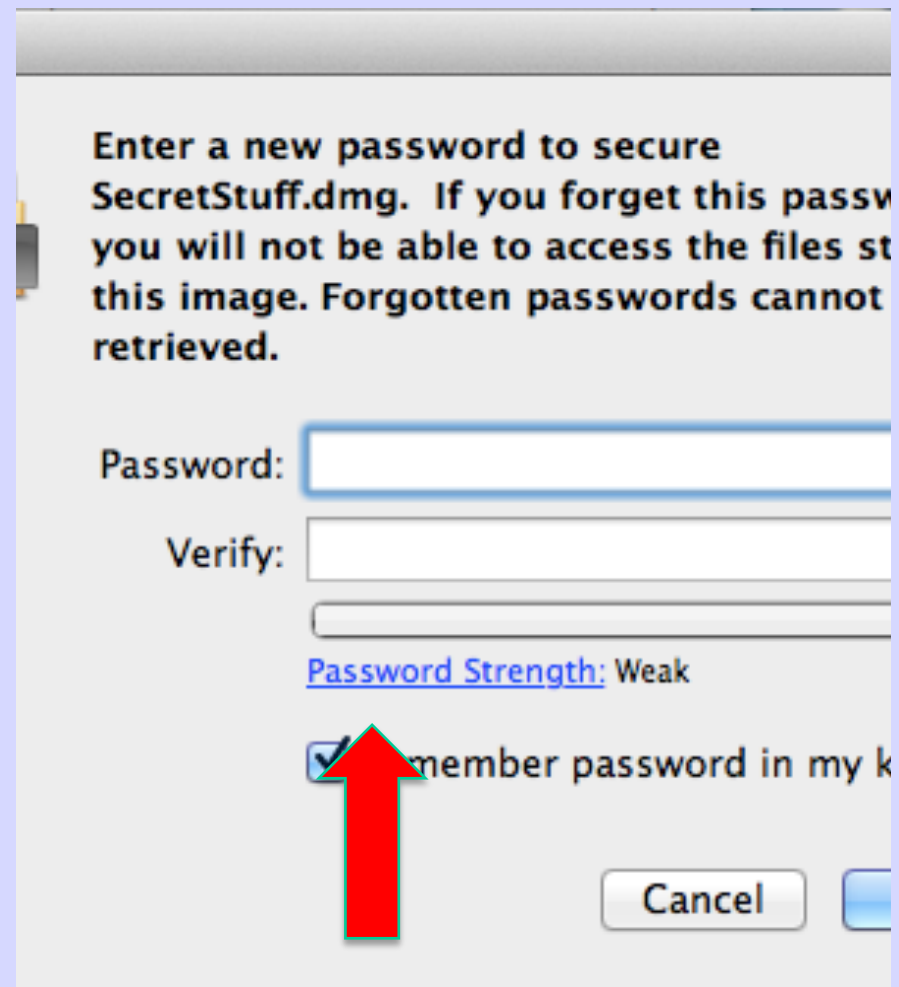 Enter a new password to secure
SecretStuff.dmg. If you forget this passw
you will not be able to access the files st
this image. Forgotten passwords cannot
retrieved.
Password:
Verify:
Password Strength: Weak
member password in my k
Cancel